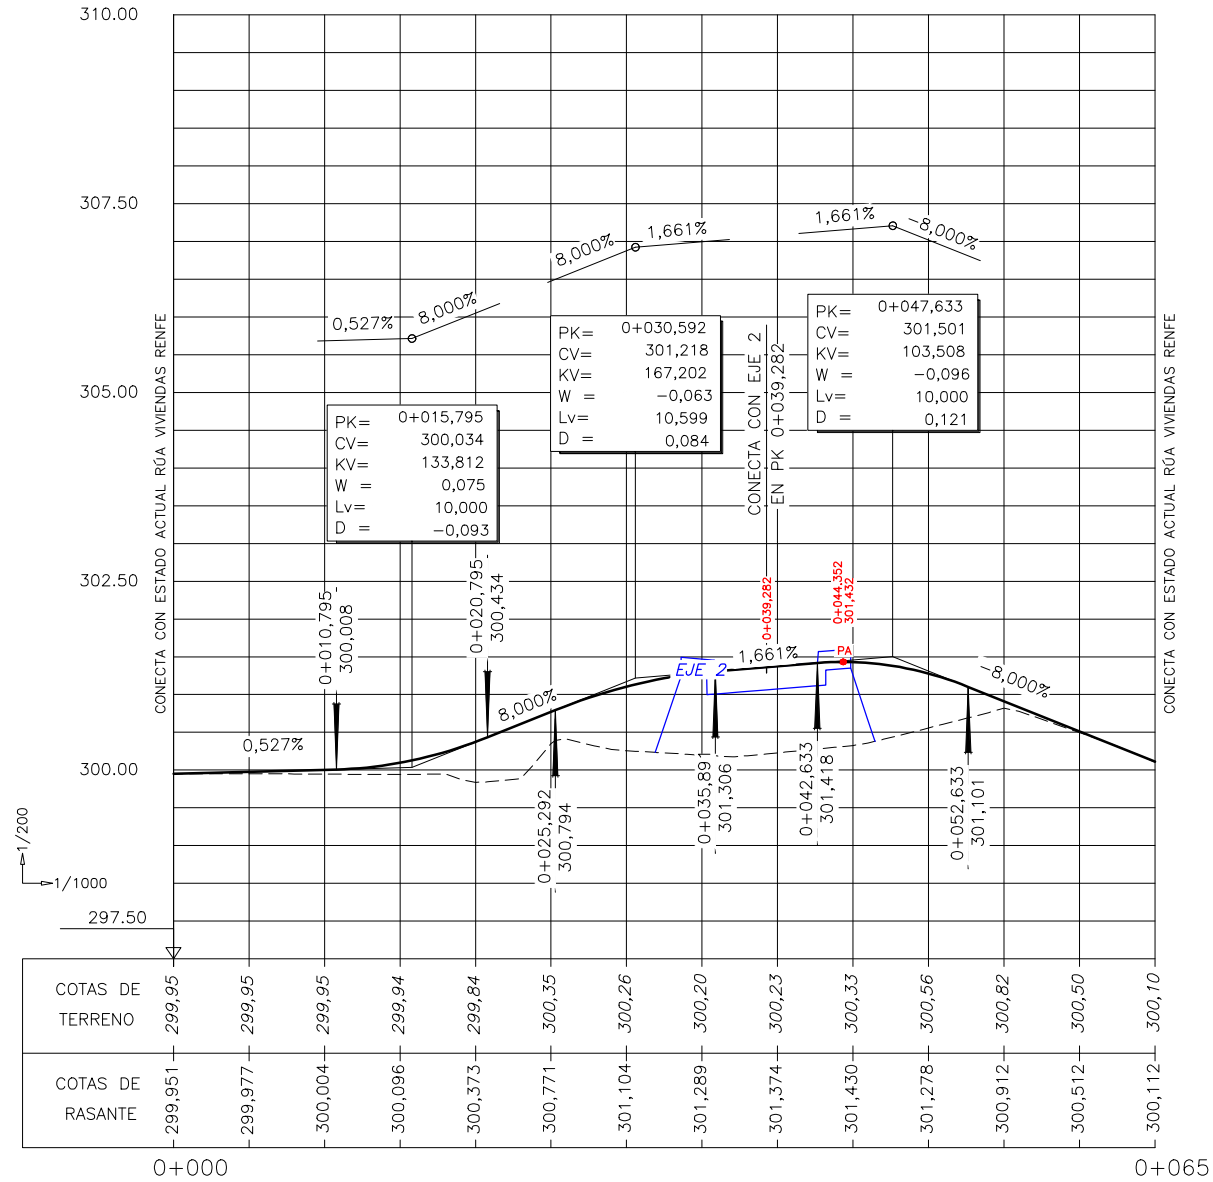 310.00
307.50
305.00
302.50
300.00
297.50
1/200
1/1000
CONECTA CON ESTADO ACTUAL RÚA VIVIENDAS RENFE
0,527%
8,000%
8,000%
1,661%
1,661%
-8,000%
PK= 0+015,795
CV= 300,034
KV= 133,812
W = 0,075
Lv= 10,000
D = -0,093
PK= 0+030,592
CV= 301,218
KV= 167,202
W = -0,063
Lv= 10,599
D = 0,084
CONECTA CON EJE 2
EN PK 0+039,282
PK= 0+047,633
CV= 301,501
KV= 103,508
W = -0,096
Lv= 10,000
D = 0,121
CONECTA CON ESTADO ACTUAL RÚA VIVIENDAS RENFE
0+010,795
300,008
0+020,795
300,434
0+039,282
0+044,352
301,432
PA
0,527%
8,000%
EJE 2
1,661%
-8,000%
0+025,292
300,794
0+035,891
301,306
0+042,633
301,418
0+052,633
301,101
COTAS DE
TERRENO
299,95
299,95
299,95
299,94
299,84
300,35
300,26
300,20
300,23
300,33
300,56
300,82
300,50
300,10
COTAS DE
RASANTE
299,951
299,977
300,004
300,096
300,373
300,771
301,104
301,289
301,374
301,430
301,278
300,912
300,512
300,112
0+000
0+065